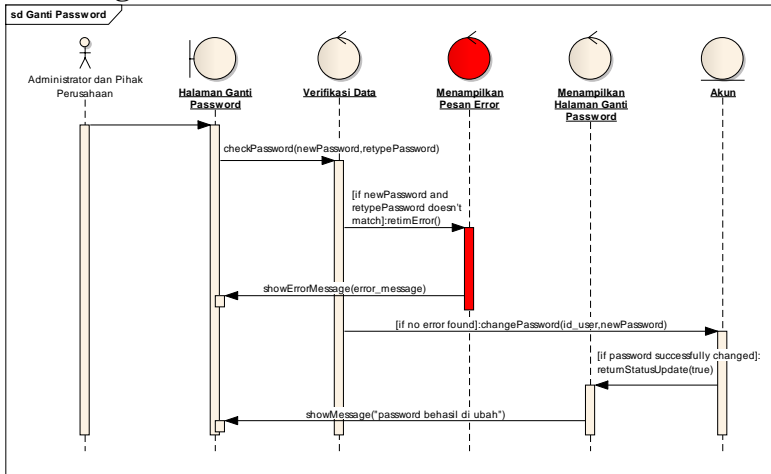 sd Ganti Password
Administrator dan Pihak
Perusahaan
Halaman Ganti
Password
Verifikasi Data
Menampilkan
Pesan Error
Menampilkan
Halaman Ganti
Password
Akun
checkPassword(newPassword,retypePassword)
[if newPassword and
retypePassword doesn't
match]:retirnError()
showErrorMessage(error_message)
[if no error found]:changePassword(id_user,newPassword)
[if password successfully changed]:
returnStatusUpdate(true)
showMessage("password behasil di ubah")